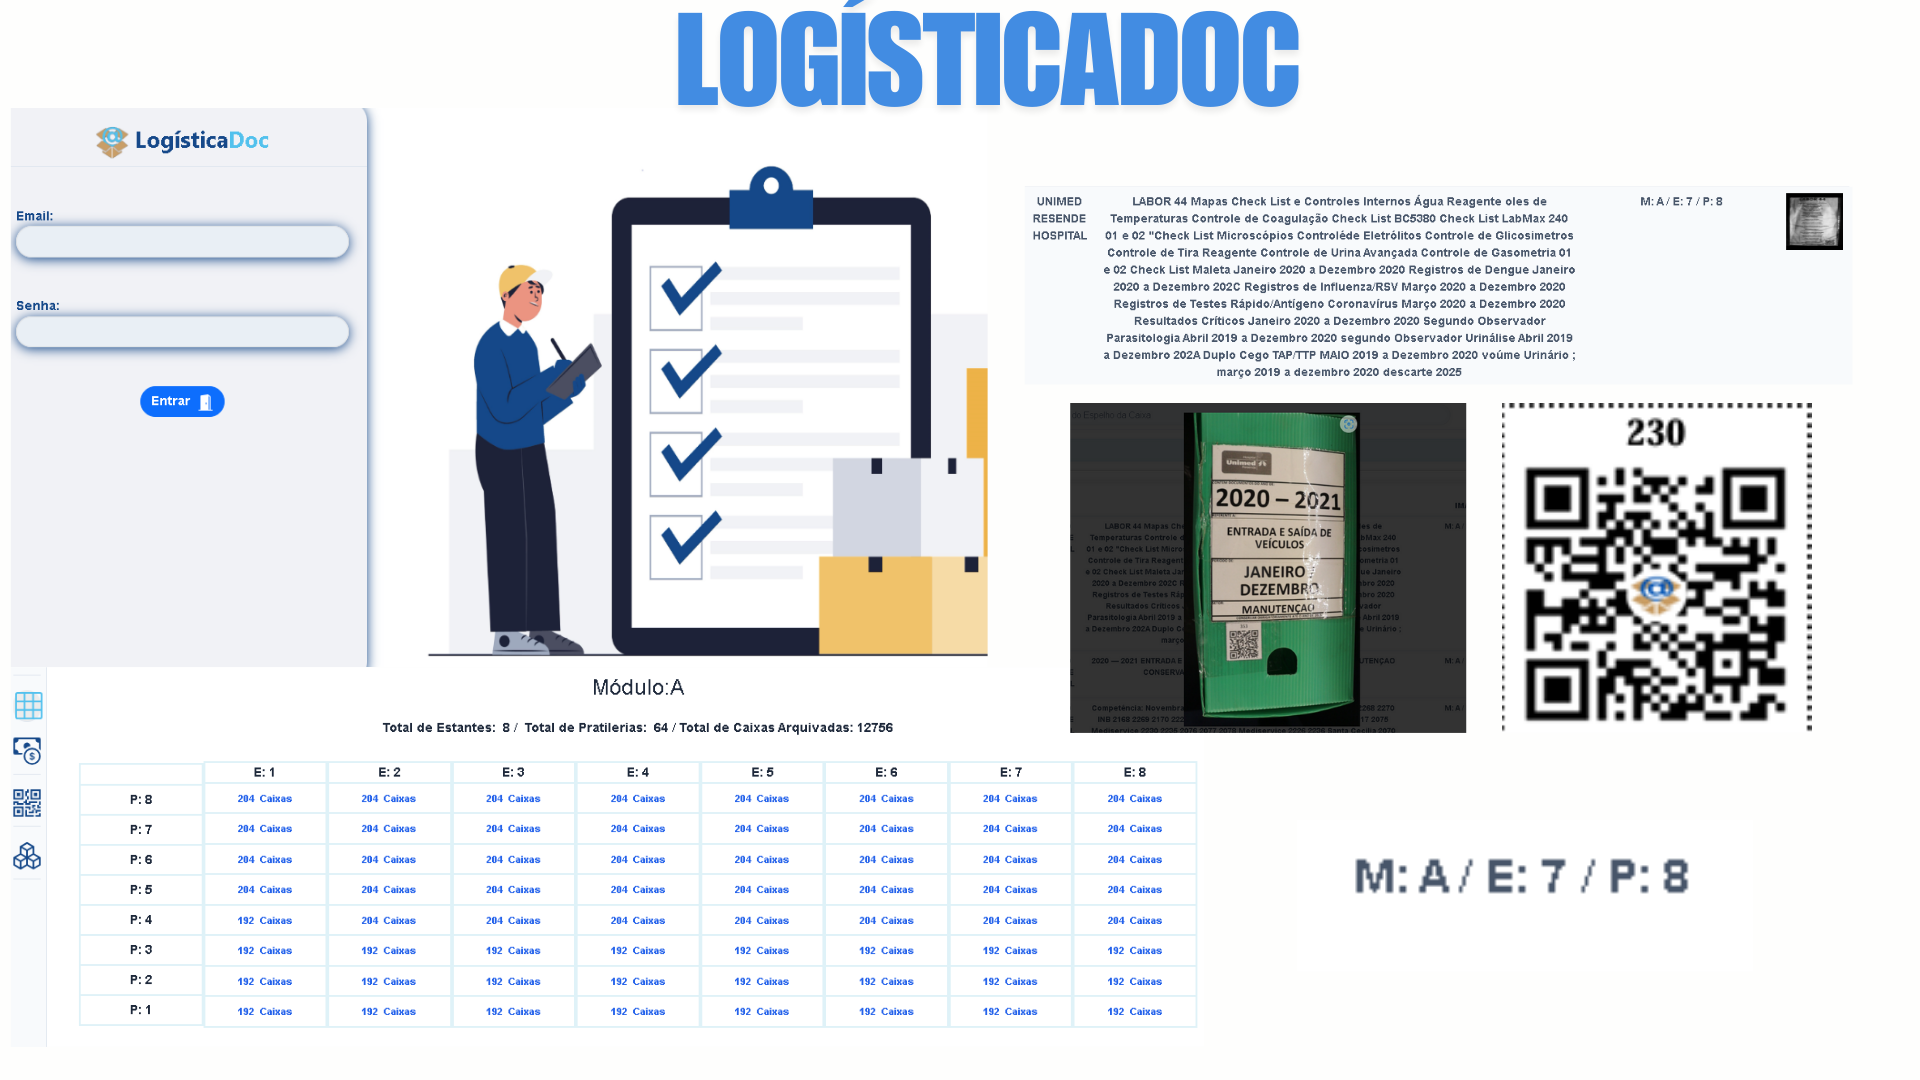 LOGÍSTICADOC
LogísticaDoc
Email:
Senha:
Entrar
UNIMED
RESENDE
HOSPITAL
LABOR 44 Mapas Check List e Controles Internos Água Reagente oles de
Temperaturas Controle de Coagulação Check List BC5380 Check List LabMax 240
01 e 02 "Check List Microscópios Controléde Eletrólitos Controle de Glicosimetros
Controle de Tira Reagente Controle de Urina Avançada Controle de Gasometria 01
e 02 Check List Maleta Janeiro 2020 a Dezembro 2020 Registros de Dengue Janeiro
2020 a Dezembro 202C Registros de Influenza/RSV Março 2020 a Dezembro 2020
Registros de Testes Rápido/Antígeno Coronavírus Março 2020 a Dezembro 2020
Resultados Críticos Janeiro 2020 a Dezembro 2020 Segundo Observador
Parasitologia Abril 2019 a Dezembro 2020 segundo Observador Urinálise Abril 2019
a Dezembro 202A Duplo Cego TAP/TTP MAIO 2019 a Dezembro 2020 voúme Urinário ;
março 2019 a dezembro 2020 descarte 2025
M: A / E: 7 / P: 8
Unimed
2020 – 2021
ENTRADA E SAÍDA DE
VEÍCULOS
JANEIRO
DEZEMBRO
MANUTENÇÃO
230
Módulo:A
Total de Estantes: 8 / Total de Pratilerias: 64 / Total de Caixas Arquivadas: 12756
E: 1 E: 2 E: 3 E: 4 E: 5 E: 6 E: 7 E: 8
P: 8 204 Caixas 204 Caixas 204 Caixas 204 Caixas 204 Caixas 204 Caixas 204 Caixas 204 Caixas
P: 7 204 Caixas 204 Caixas 204 Caixas 204 Caixas 204 Caixas 204 Caixas 204 Caixas 204 Caixas
P: 6 204 Caixas 204 Caixas 204 Caixas 204 Caixas 204 Caixas 204 Caixas 204 Caixas 204 Caixas
P: 5 204 Caixas 204 Caixas 204 Caixas 204 Caixas 204 Caixas 204 Caixas 204 Caixas 204 Caixas
P: 4 192 Caixas 204 Caixas 204 Caixas 204 Caixas 204 Caixas 204 Caixas 204 Caixas 204 Caixas
P: 3 192 Caixas 192 Caixas 192 Caixas 192 Caixas 192 Caixas 192 Caixas 192 Caixas 192 Caixas
P: 2 192 Caixas 192 Caixas 192 Caixas 192 Caixas 192 Caixas 192 Caixas 192 Caixas 192 Caixas
P: 1 192 Caixas 192 Caixas 192 Caixas 192 Caixas 192 Caixas 192 Caixas 192 Caixas 192 Caixas
M: A / E: 7 / P: 8